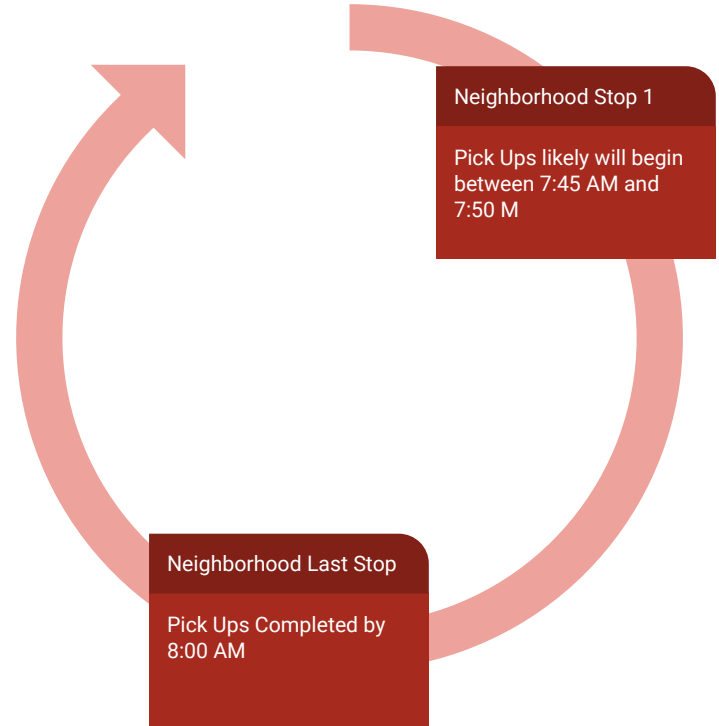 Neighborhood Stop 1
Pick Ups likely will begin
between 7:45 AM and
7:50 M
Neighborhood Last Stop
Pick Ups Completed by
8:00 AM